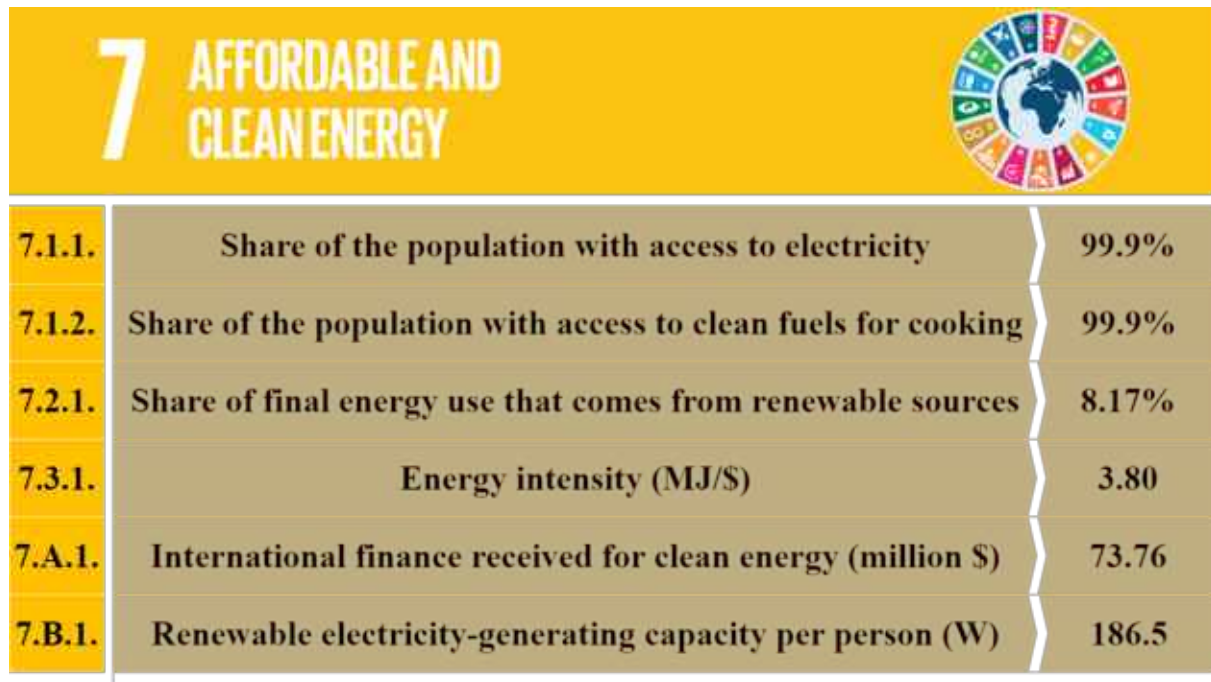 7 AFFORDABLE AND
CLEAN ENERGY
7.1.1. Share of the population with access to electricity 99.9%
7.1.2. Share of the population with access to clean fuels for cooking 99.9%
7.2.1. Share of final energy use that comes from renewable sources 8.17%
7.3.1. Energy intensity (MJ/$) 3.80
7.A.1. International finance received for clean energy (million $) 73.76
7.B.1. Renewable electricity-generating capacity per person (W) 186.5